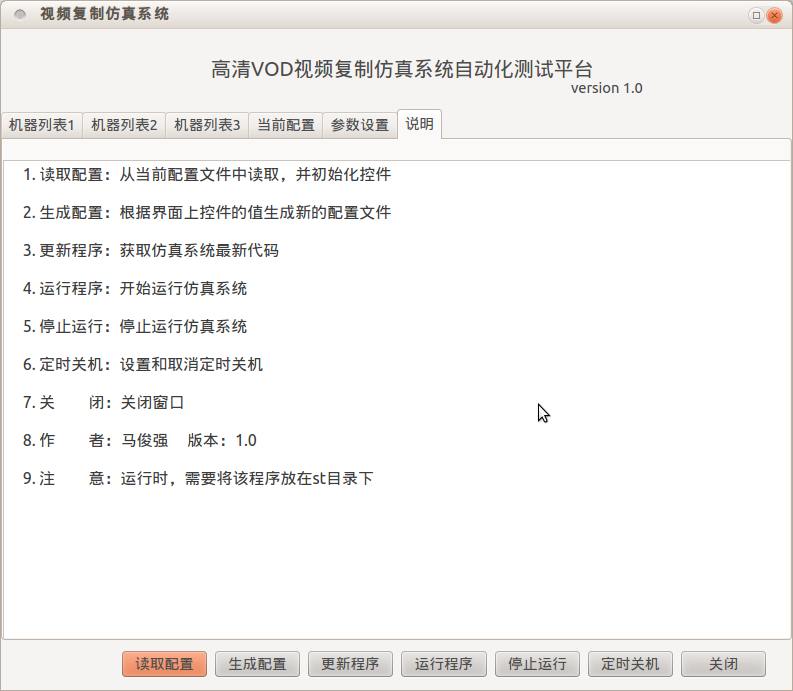 视频复制仿真系统
高清VOD视频复制仿真系统自动化测试平台
version 1.0
机器列表1 机器列表2 机器列表3 当前配置 参数设置 说明
1. 读取配置：从当前配置文件中读取，并初始化控件
2. 生成配置：根据界面上控件的值生成新的配置文件
3. 更新程序：获取仿真系统最新代码
4. 运行程序：开始运行仿真系统
5. 停止运行：停止运行仿真系统
6. 定时关机：设置和取消定时关机
7. 关　　闭：关闭窗口
8. 作　　者：马俊强　版本：1.0
9. 注　　意：运行时，需要将该程序放在st目录下
读取配置 生成配置 更新程序 运行程序 停止运行 定时关机 关闭